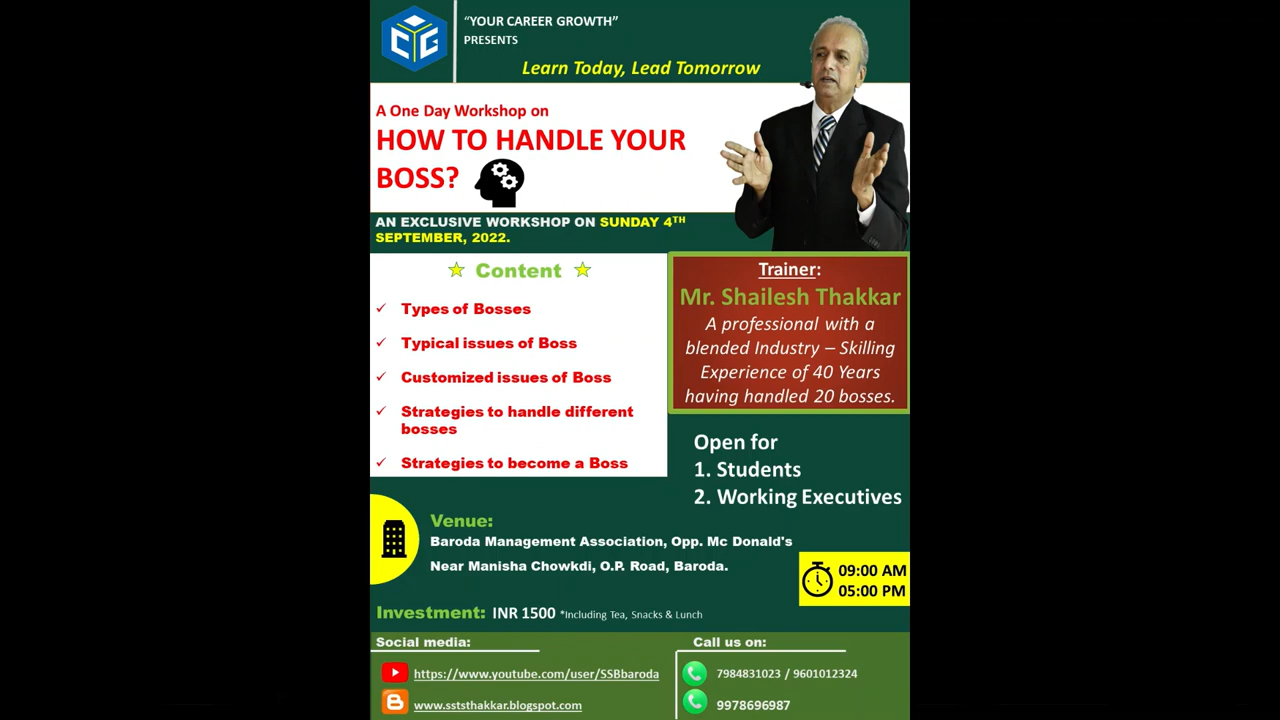 CYG
“YOUR CAREER GROWTH”
PRESENTS
Learn Today, Lead Tomorrow
A One Day Workshop on
HOW TO HANDLE YOUR
BOSS?
AN EXCLUSIVE WORKSHOP ON SUNDAY 4TH
SEPTEMBER, 2022.
Content
Types of Bosses
Typical issues of Boss
Customized issues of Boss
Strategies to handle different
bosses
Strategies to become a Boss
Trainer:
Mr. Shailesh Thakkar
A professional with a
blended Industry – Skilling
Experience of 40 Years
having handled 20 bosses.
Open for
1. Students
2. Working Executives
Venue:
Baroda Management Association, Opp. Mc Donald's
Near Manisha Chowkdi, O.P. Road, Baroda.
09:00 AM
05:00 PM
Investment: INR 1500 *Including Tea, Snacks & Lunch
Social media:
https://www.youtube.com/user/SSBbaroda
www.sststhakkar.blogspot.com
Call us on:
7984831023 / 9601012324
9978696987